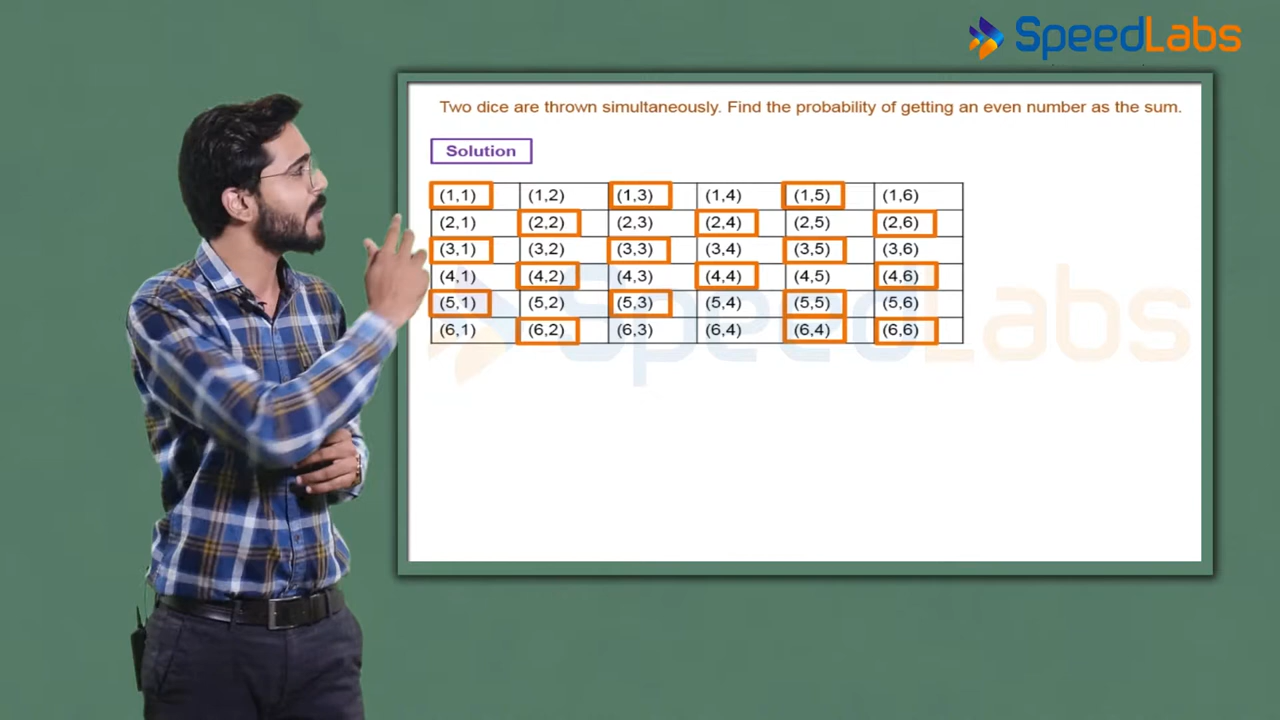 SpeedLabs
Two dice are thrown simultaneously. Find the probability of getting an even number as the sum.
Solution
(1,1) (1,2) (1,3) (1,4) (1,5) (1,6)
(2,1) (2,2) (2,3) (2,4) (2,5) (2,6)
(3,1) (3,2) (3,3) (3,4) (3,5) (3,6)
(4,1) (4,2) (4,3) (4,4) (4,5) (4,6)
(5,1) (5,2) (5,3) (5,4) (5,5) (5,6)
(6,1) (6,2) (6,3) (6,4) (6,4) (6,6)
SpeedLabs